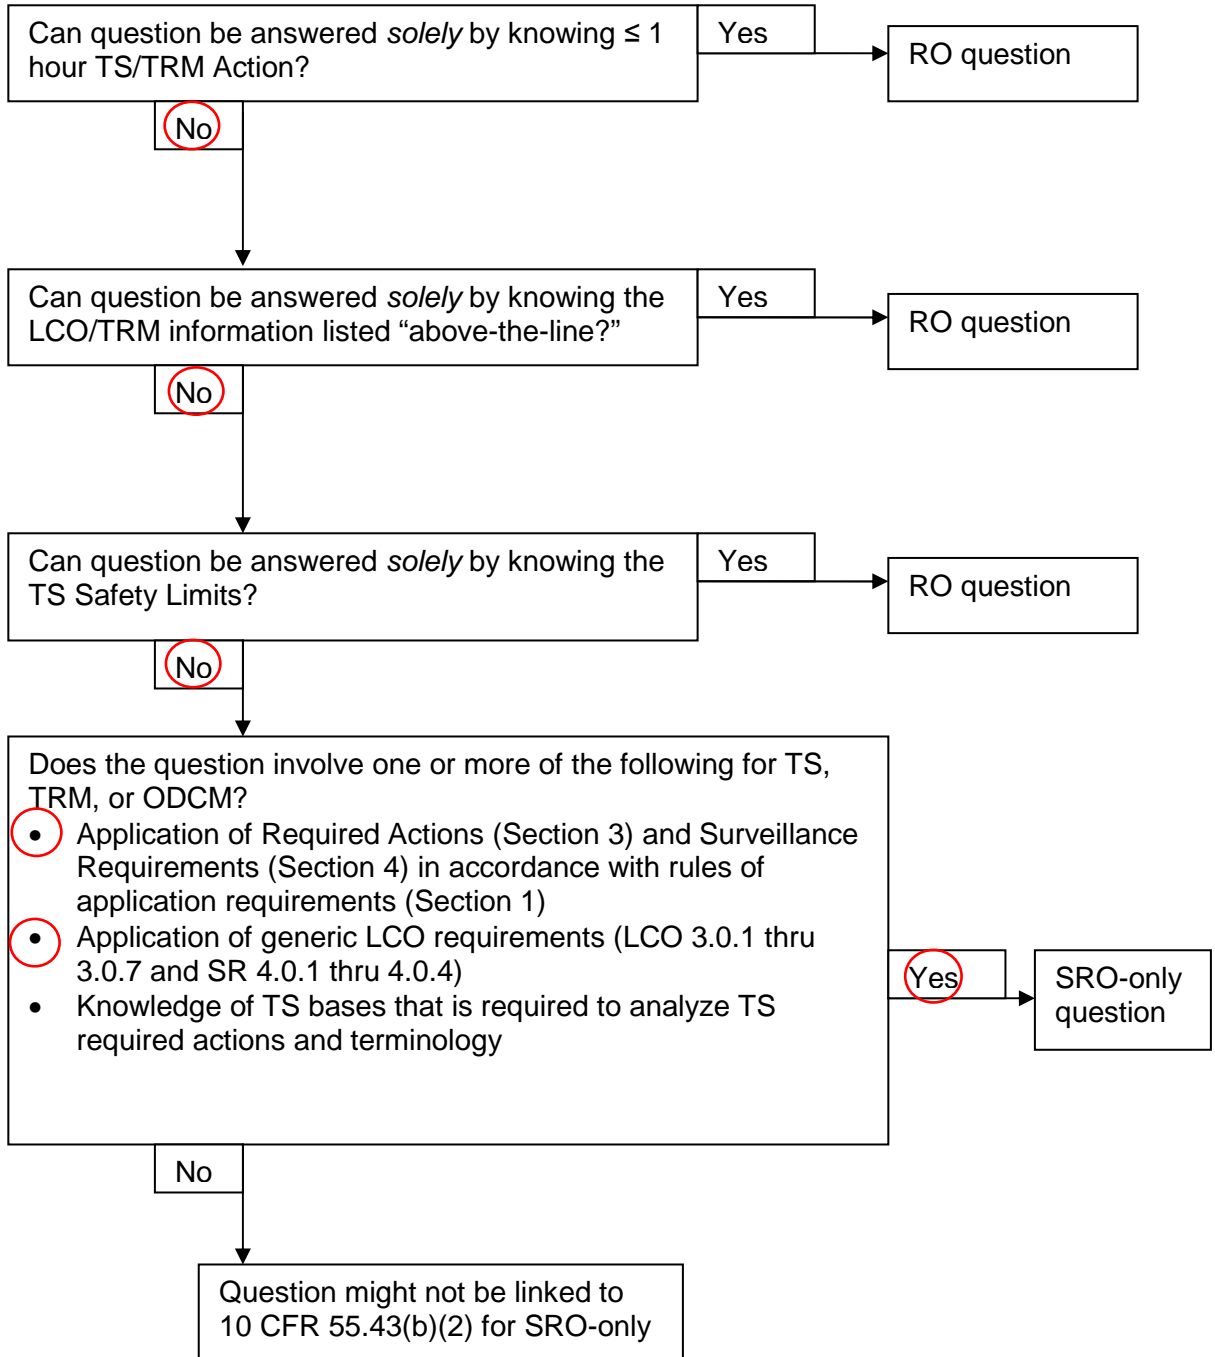 Can question be answered solely by knowing ≤ 1
hour TS/TRM Action?
Yes
RO question
No
Can question be answered solely by knowing the
LCO/TRM information listed “above-the-line?”
Yes
RO question
No
Can question be answered solely by knowing the
TS Safety Limits?
Yes
RO question
No
Does the question involve one or more of the following for TS,
TRM, or ODCM?
• Application of Required Actions (Section 3) and Surveillance
Requirements (Section 4) in accordance with rules of
application requirements (Section 1)
• Application of generic LCO requirements (LCO 3.0.1 thru
3.0.7 and SR 4.0.1 thru 4.0.4)
• Knowledge of TS bases that is required to analyze TS
required actions and terminology
Yes
SRO-only
question
No
Question might not be linked to
10 CFR 55.43(b)(2) for SRO-only